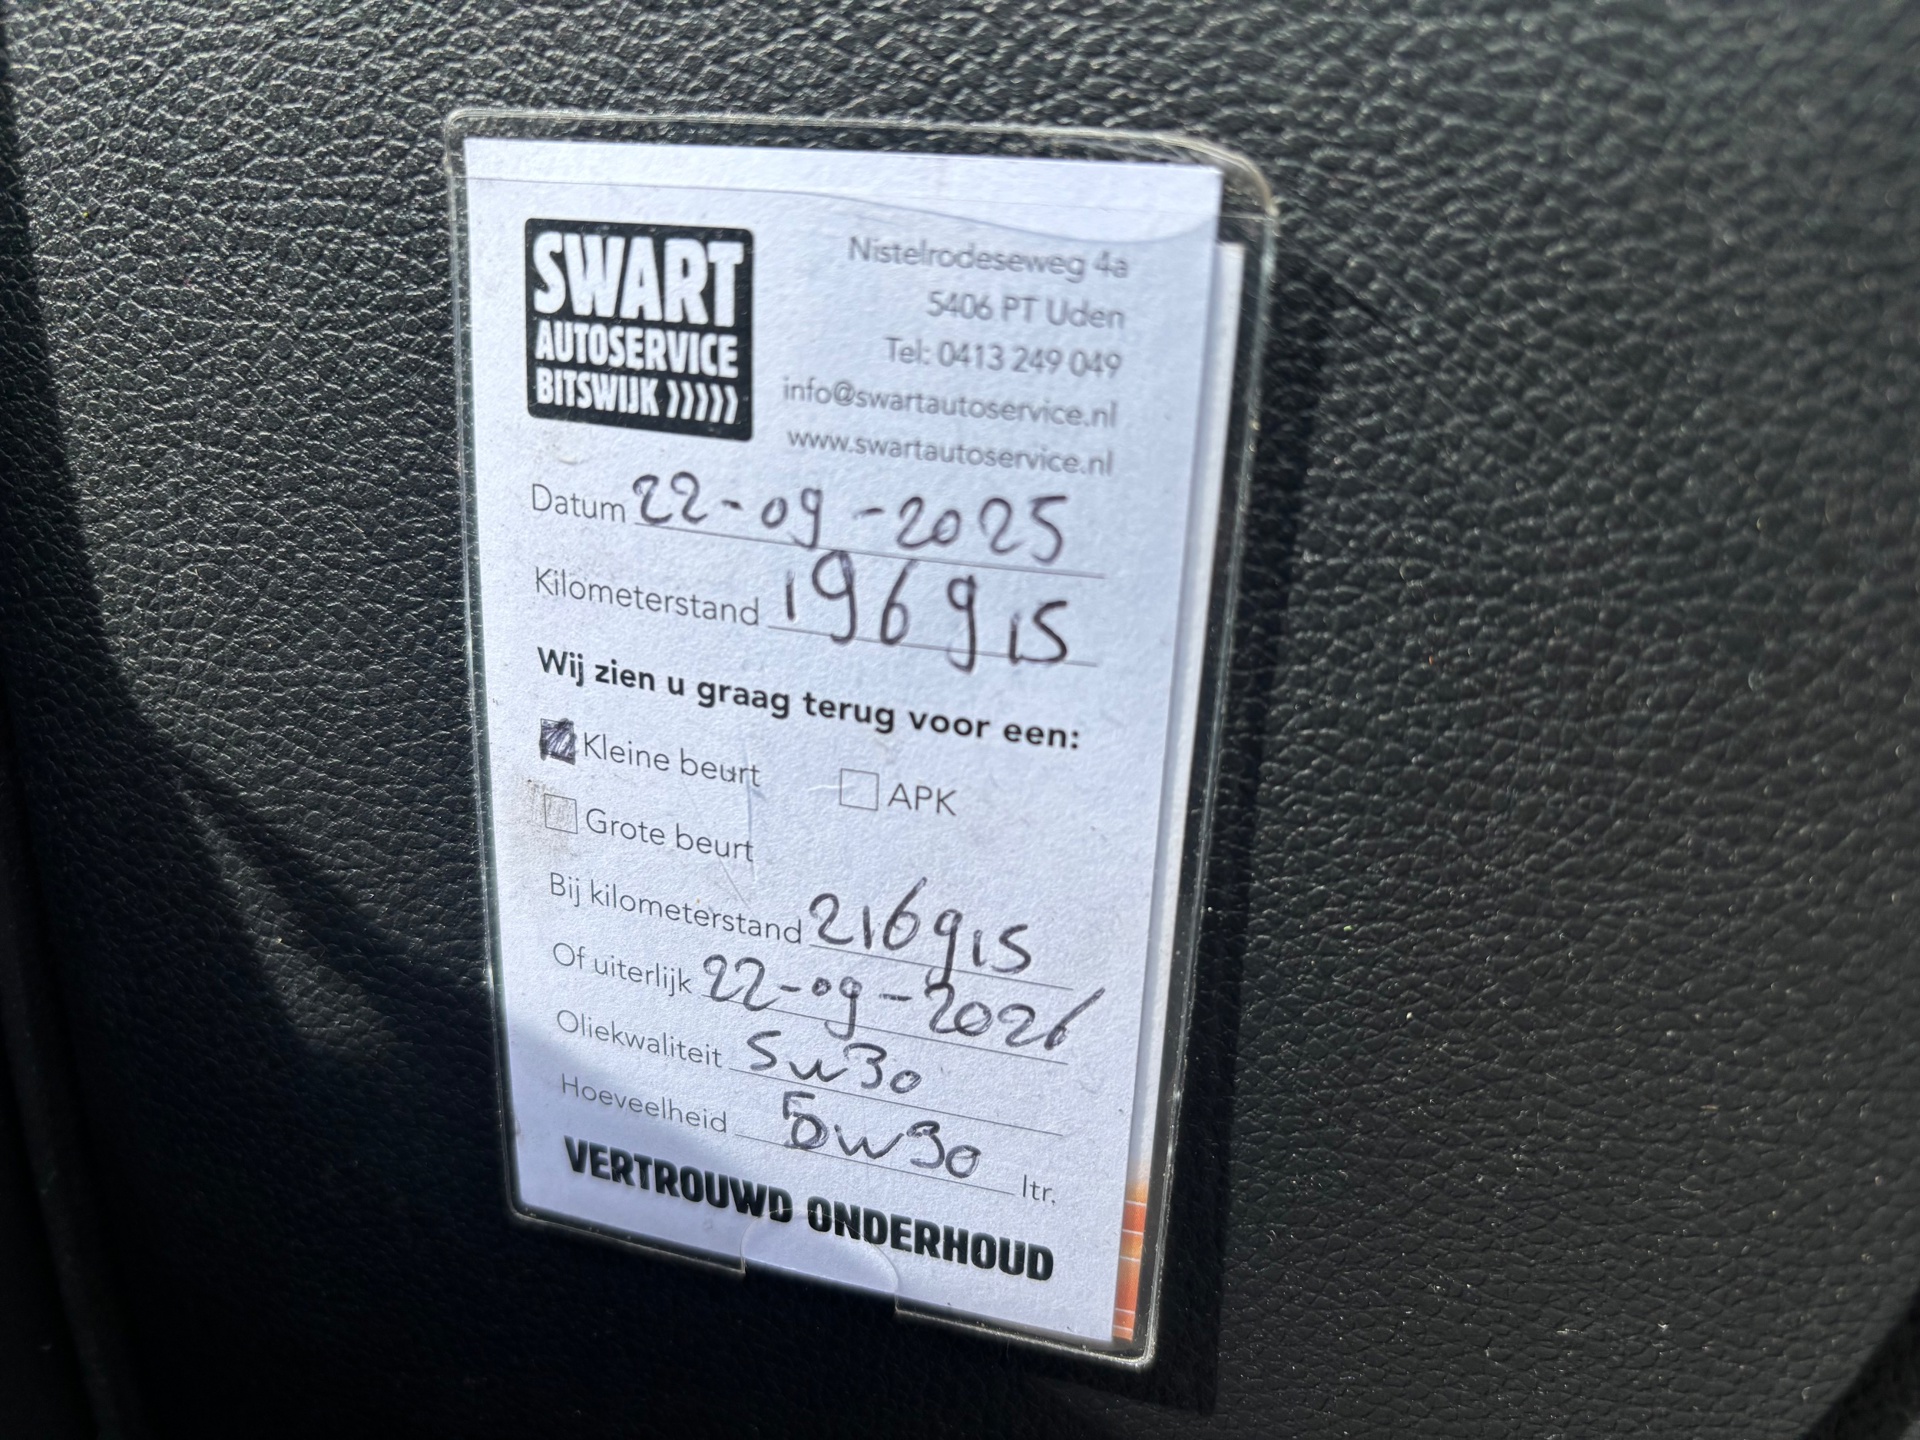 SWART
AUTOSERVICE
BITSWIJK >>>>>
Nistelrodeseweg 4a
5406 PT Uden
Tel: 0413 249 049
info@swartautoservice.nl
www.swartautoservice.nl
Datum 22-09-2025
Kilometerstand 196915
Wij zien u graag terug voor een:
Kleine beurt APK
Grote beurt
Bij kilometerstand 216915
Of uiterlijk 22-09-2026
Oliekwaliteit 5w30
Hoeveelheid 5w30 ltr.
VERTROUWD ONDERHOUD